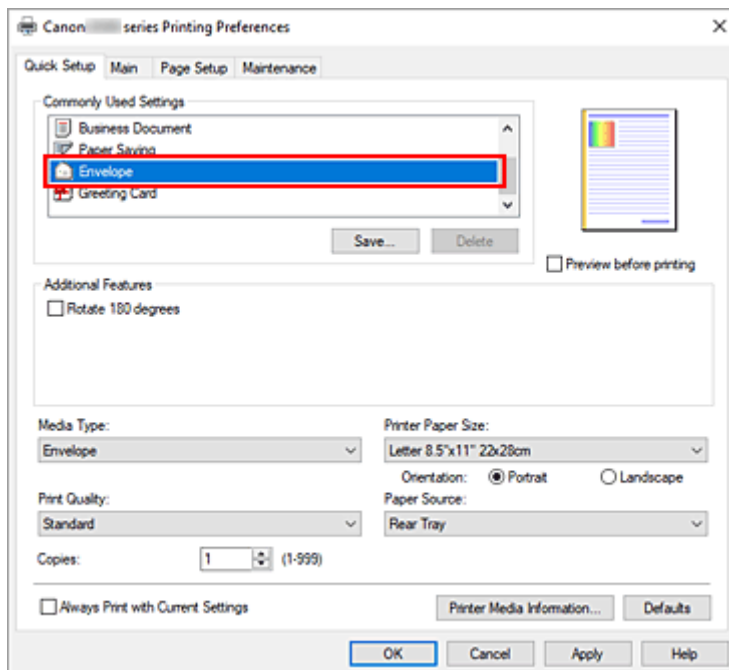 Canon series Printing Preferences
Quick Setup Main Page Setup Maintenance
Commonly Used Settings
Business Document
Paper Saving
Envelope
Greeting Card
Save... Delete
Preview before printing
Additional Features
Rotate 180 degrees
Media Type: Printer Paper Size:
Envelope Letter 8.5"x11" 22x28cm
Orientation: Portrait Landscape
Print Quality: Paper Source:
Standard Rear Tray
Copies: 1 (1-999)
Always Print with Current Settings Printer Media Information... Defaults
OK Cancel Apply Help